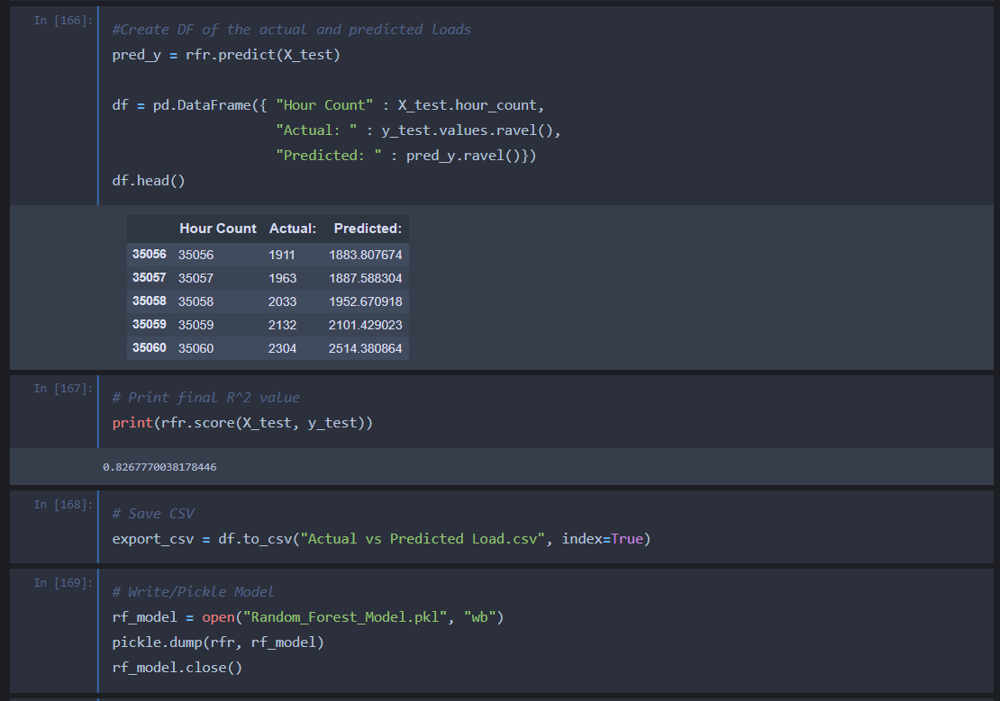 In [166]:
#Create DF of the actual and predicted loads
pred_y = rfr.predict(X_test)
df = pd.DataFrame({ "Hour Count" : X_test.hour_count,
"Actual: " : y_test.values.ravel(),
"Predicted: " : pred_y.ravel()})
df.head()
Hour Count Actual: Predicted:
35056 35056 1911 1883.807674
35057 35057 1963 1887.588304
35058 35058 2033 1952.670918
35059 35059 2132 2101.429023
35060 35060 2304 2514.380864
In [167]:
# Print final R^2 value
print(rfr.score(X_test, y_test))
0.8267770038178446
In [168]:
# Save CSV
export_csv = df.to_csv("Actual vs Predicted Load.csv", index=True)
In [169]:
# Write/Pickle Model
rf_model = open("Random_Forest_Model.pkl", "wb")
pickle.dump(rfr, rf_model)
rf_model.close()